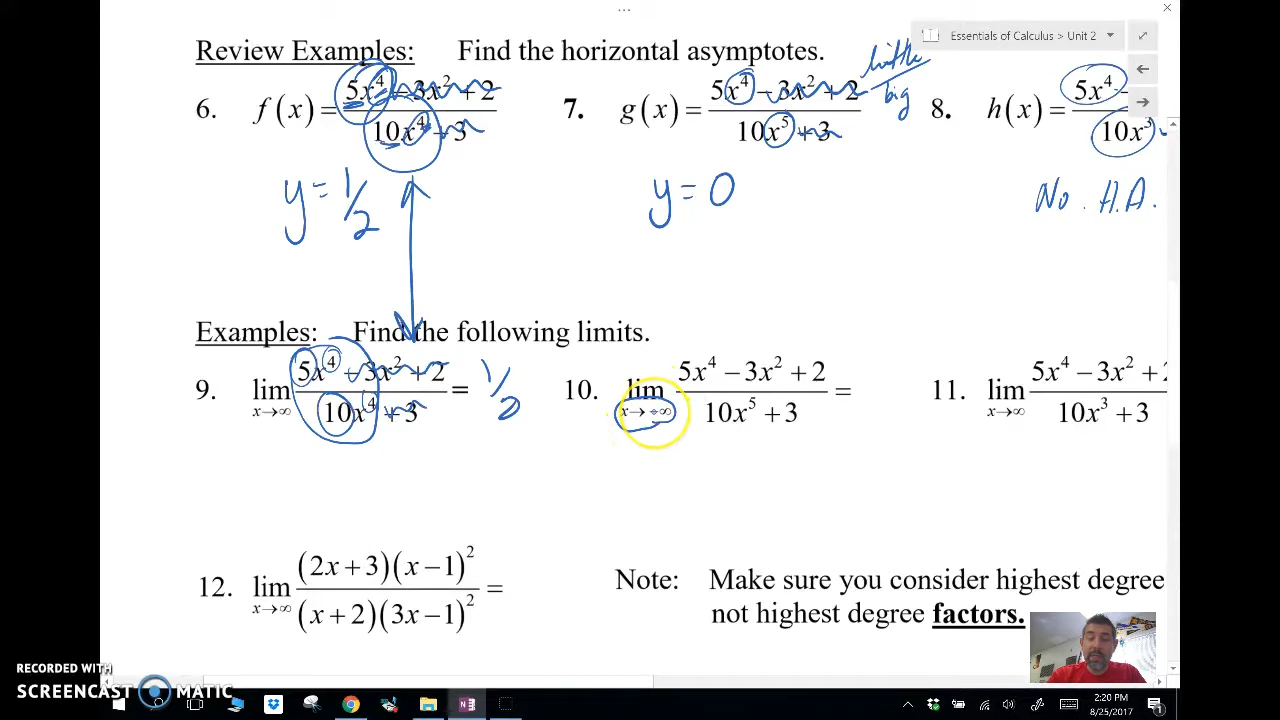 Essentials of Calculus > Unit 2
Review Examples: Find the horizontal asymptotes.
6. f(x) = (5x⁴ − 3x² + 2)/(10x⁴ + 3) 7. g(x) = (5x⁴ − 3x² + 2)/(10x⁵ + 3) little/big 8. h(x) = 5x⁴ −/10x³
y = 1/2 y = 0 No. H.A.
Examples: Find the following limits.
9. lim x→∞ (5x⁴ − 3x² + 2)/(10x⁴ + 3) = 1/2 10. lim x→−∞ (5x⁴ − 3x² + 2)/(10x⁵ + 3) = 11. lim x→∞ (5x⁴ − 3x² + 2)/(10x³ + 3)
12. lim x→∞ (2x + 3)(x − 1)²/(x + 2)(3x − 1)² = Note: Make sure you consider highest degree
not highest degree factors.
RECORDED WITH
SCREENCAST MATIC
2:20 PM
8/25/2017